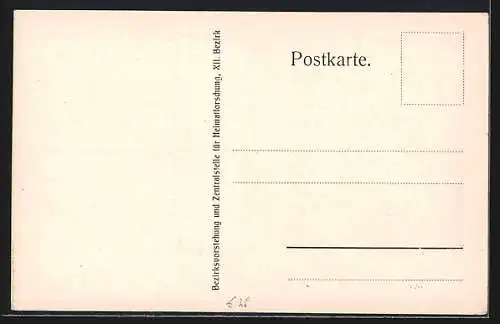 Postkarte.
Bezirksvorstehung und Zentralstelle für Heimatforschung, XII. Bezirk